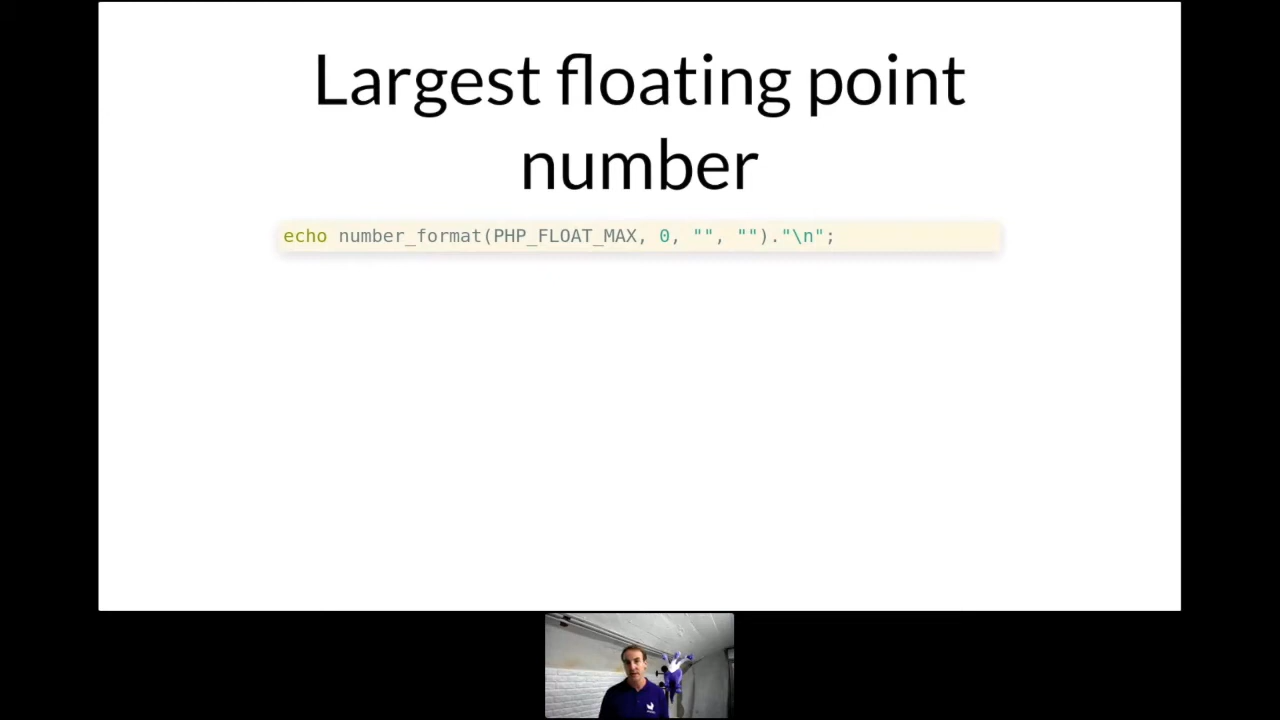 Largest floating point
number
echo number_format(PHP_FLOAT_MAX, 0, "", "")."\n";